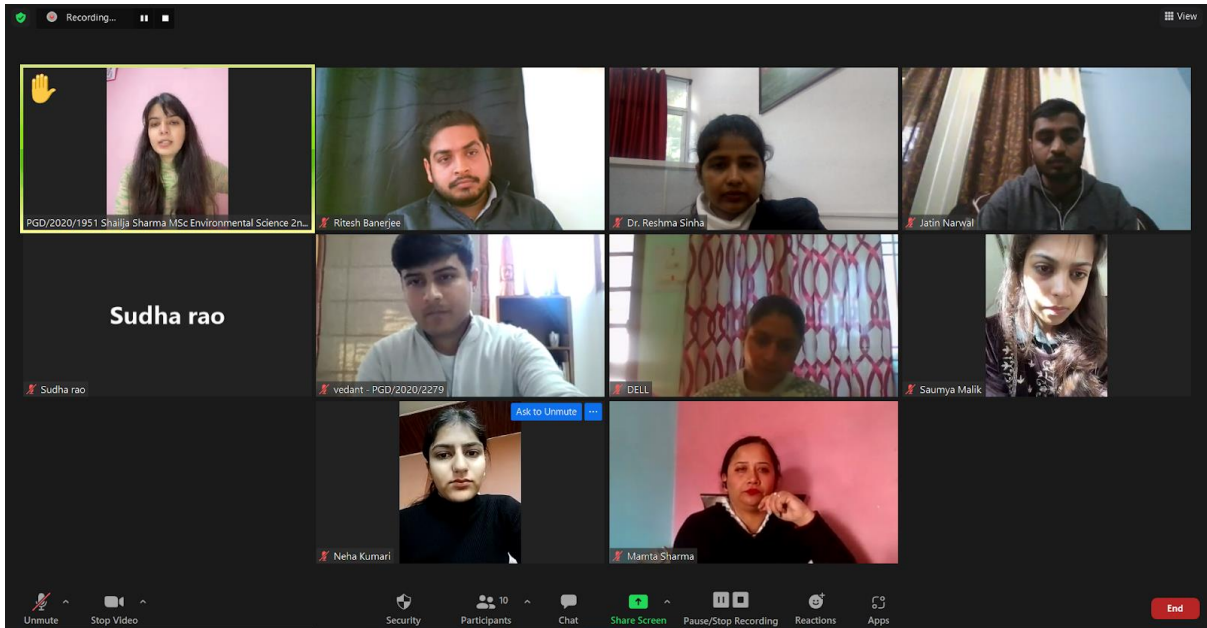 Recording...
View
PGD/2020/1951 Shailja Sharma MSc Environmental Science 2n...
Ritesh Banerjee
Dr. Reshma Sinha
Jatin Narwal
Sudha rao
Sudha rao
vedant - PGD/2020/2279
DELL
Saumya Malik
Ask to Unmute
Neha Kumari
Mamta Sharma
Unmute
Stop Video
Security
10
Participants
Chat
Share Screen
Pause/Stop Recording
Reactions
Apps
End